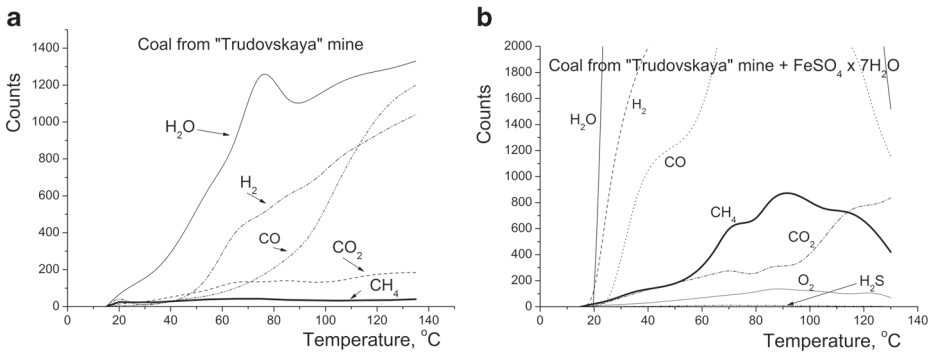 a
Coal from "Trudovskaya" mine
Counts
1400
1200
1000
800
600
400
200
0
H₂O
H₂
CO
CO₂
CH₄
0 20 40 60 80 100 120 140
Temperature, °C
b
Coal from "Trudovskaya" mine + FeSO₄ x 7H₂O
Counts
2000
1800
1600
1400
1200
1000
800
600
400
200
0
H₂O
H₂
CO
CH₄
CO₂
O₂
H₂S
0 20 40 60 80 100 120 140
Temperature, °C